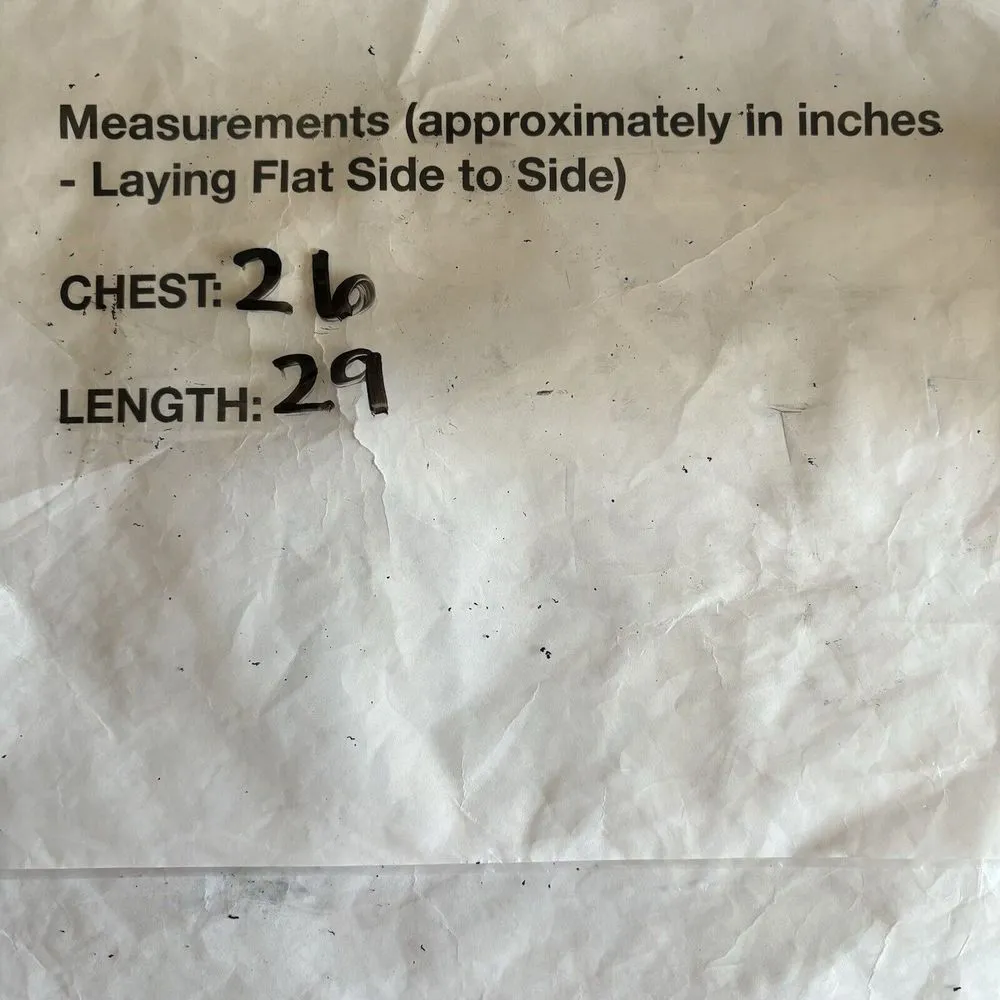 Measurements (approximately in inches
- Laying Flat Side to Side)
CHEST: 26
LENGTH: 29